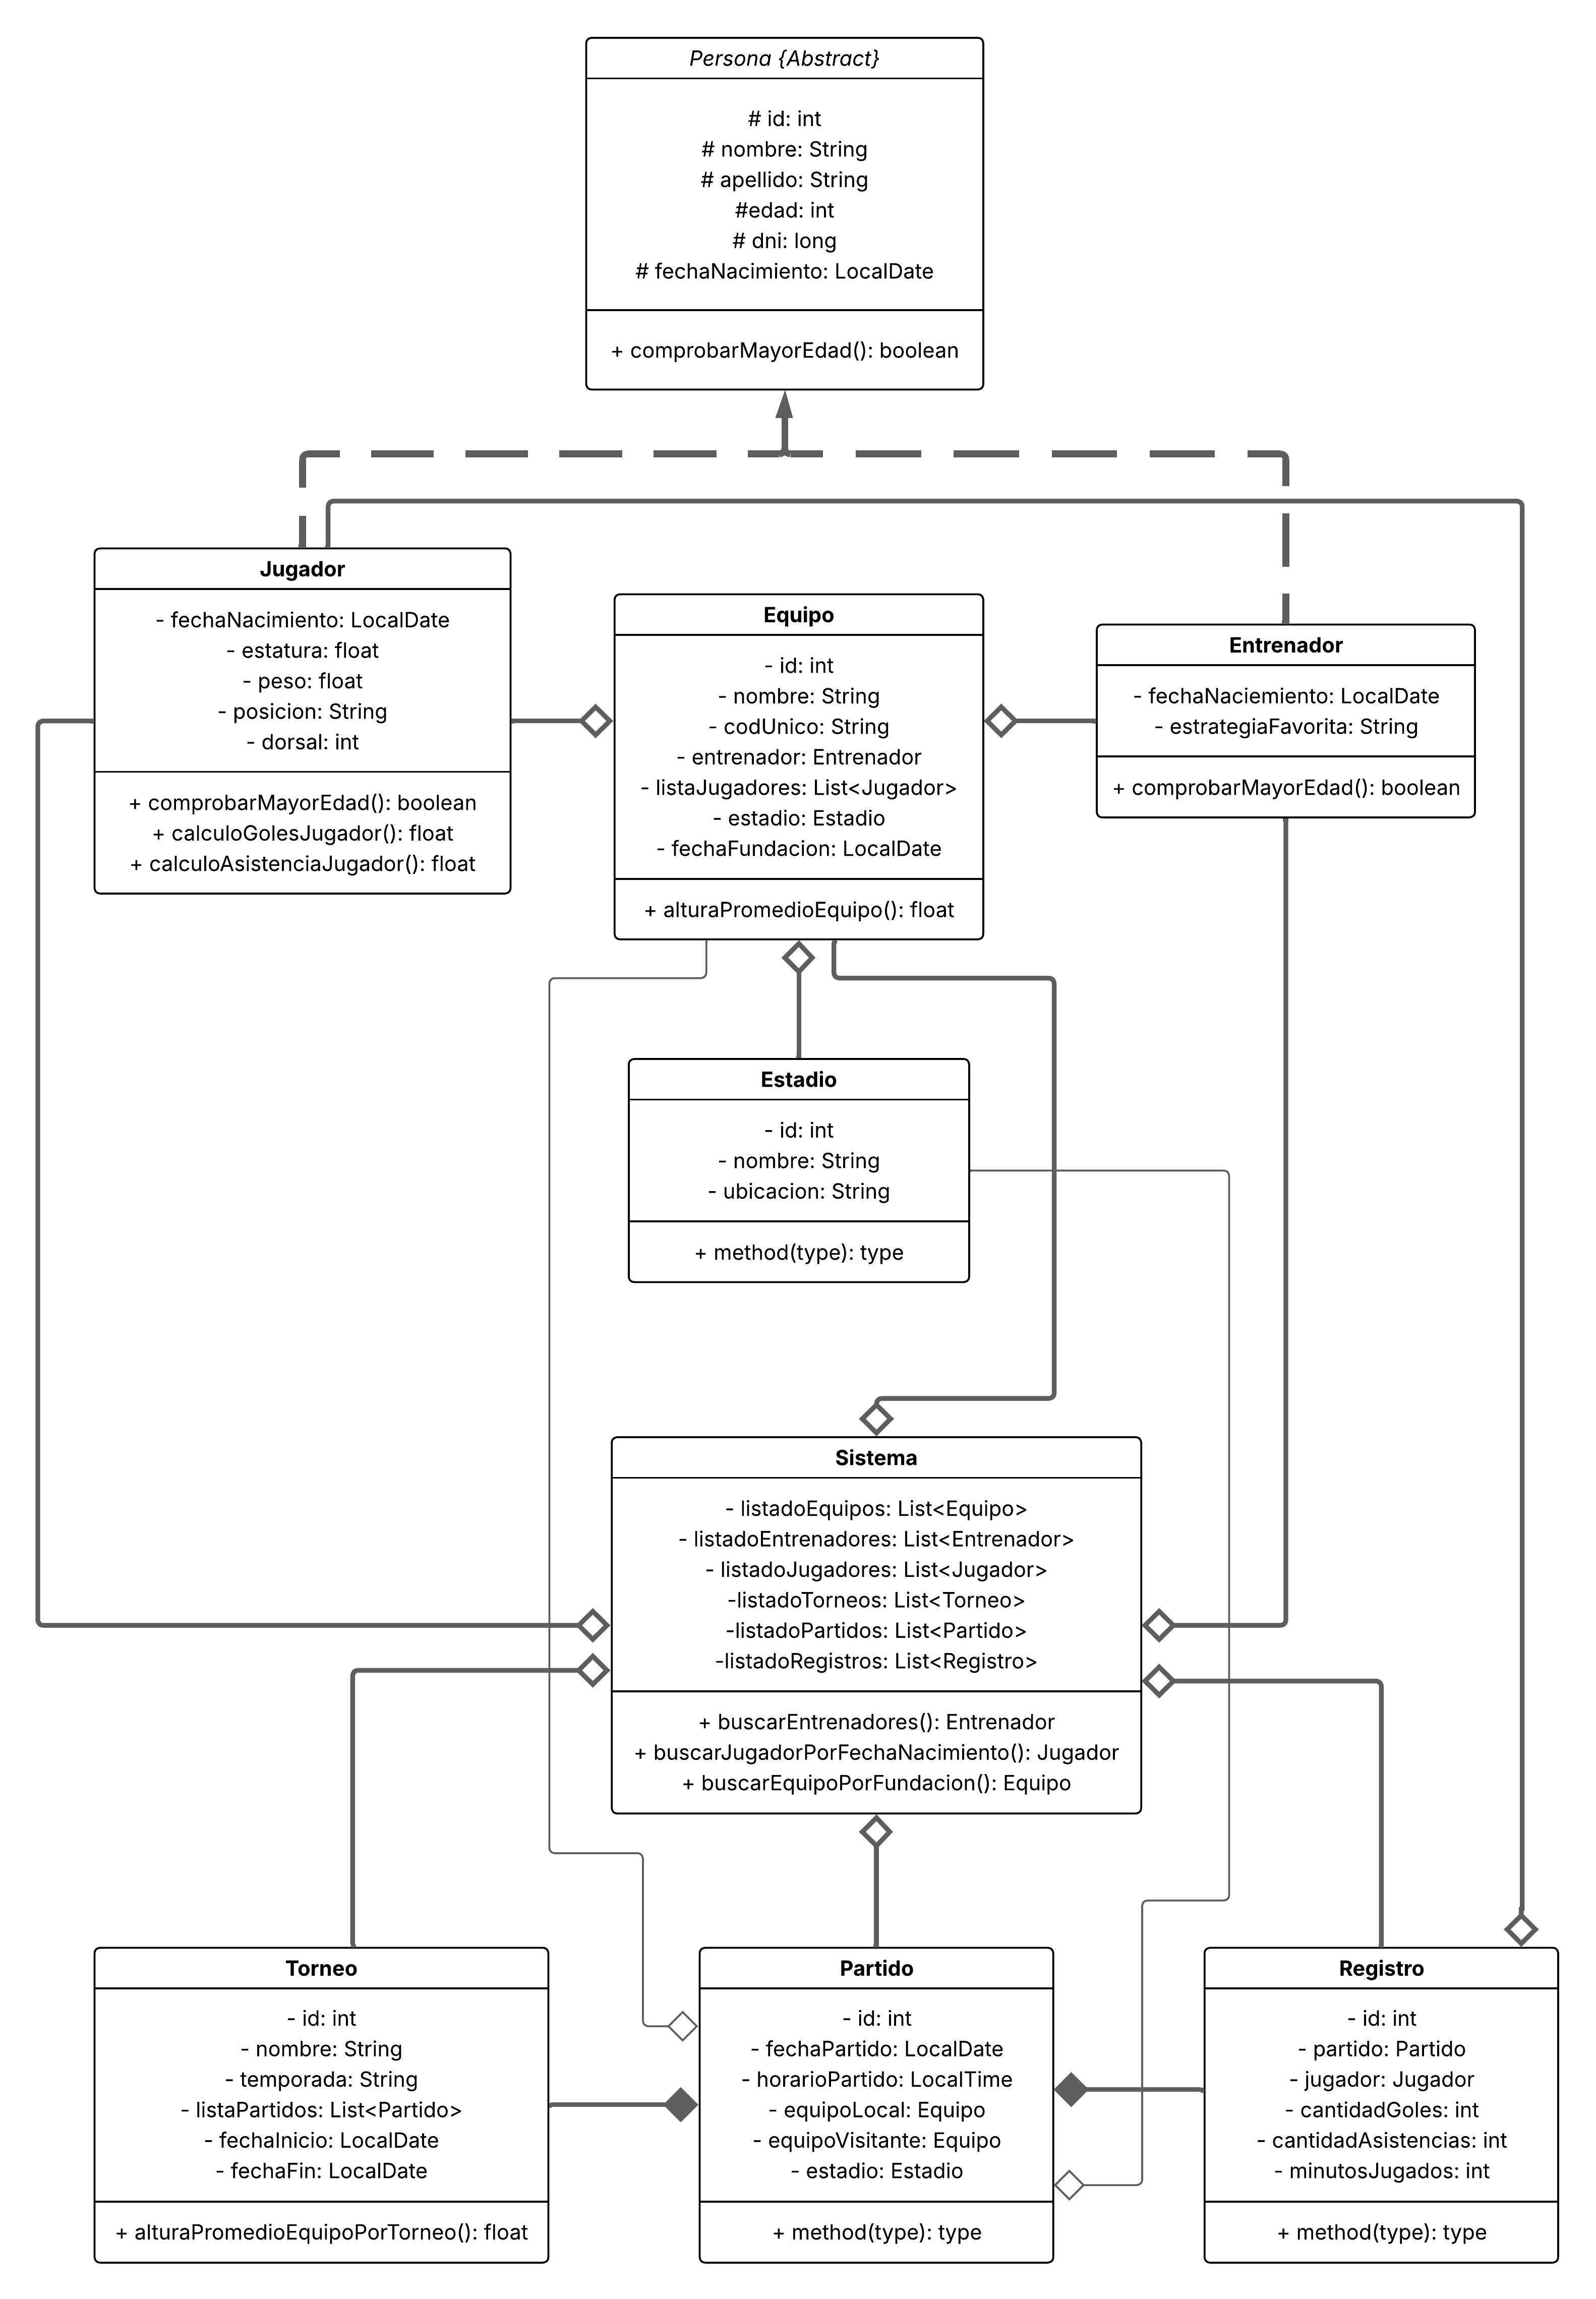 Persona {Abstract}
# id: int
# nombre: String
# apellido: String
#edad: int
# dni: long
# fechaNacimiento: LocalDate
+ comprobarMayorEdad(): boolean
Jugador
- fechaNacimiento: LocalDate
- estatura: float
- peso: float
- posicion: String
- dorsal: int
+ comprobarMayorEdad(): boolean
+ calculoGolesJugador(): float
+ calculoAsistenciaJugador(): float
Equipo
- id: int
- nombre: String
- codUnico: String
- entrenador: Entrenador
- listaJugadores: List<Jugador>
- estadio: Estadio
- fechaFundacion: LocalDate
+ alturaPromedioEquipo(): float
Entrenador
- fechaNaciemiento: LocalDate
- estrategiaFavorita: String
+ comprobarMayorEdad(): boolean
Estadio
- id: int
- nombre: String
- ubicacion: String
+ method(type): type
Sistema
- listadoEquipos: List<Equipo>
- listadoEntrenadores: List<Entrenador>
- listadoJugadores: List<Jugador>
-listadoTorneos: List<Torneo>
-listadoPartidos: List<Partido>
-listadoRegistros: List<Registro>
+ buscarEntrenadores(): Entrenador
+ buscarJugadorPorFechaNacimiento(): Jugador
+ buscarEquipoPorFundacion(): Equipo
Torneo
- id: int
- nombre: String
- temporada: String
- listaPartidos: List<Partido>
- fechaInicio: LocalDate
- fechaFin: LocalDate
+ alturaPromedioEquipoPorTorneo(): float
Partido
- id: int
- fechaPartido: LocalDate
- horarioPartido: LocalTime
- equipoLocal: Equipo
- equipoVisitante: Equipo
- estadio: Estadio
+ method(type): type
Registro
- id: int
- partido: Partido
- jugador: Jugador
- cantidadGoles: int
- cantidadAsistencias: int
- minutosJugados: int
+ method(type): type